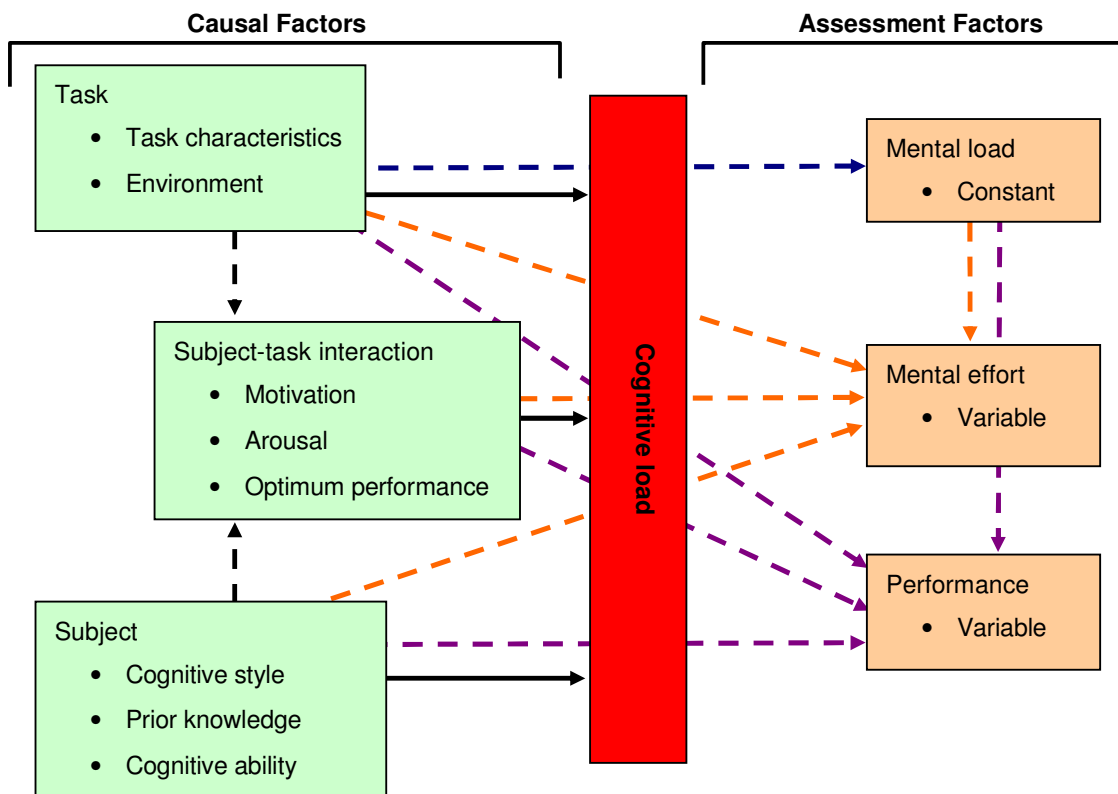 Causal Factors
Assessment Factors
Task
• Task characteristics
• Environment
Subject-task interaction
• Motivation
• Arousal
• Optimum performance
Subject
• Cognitive style
• Prior knowledge
• Cognitive ability
Cognitive load
Mental load
• Constant
Mental effort
• Variable
Performance
• Variable